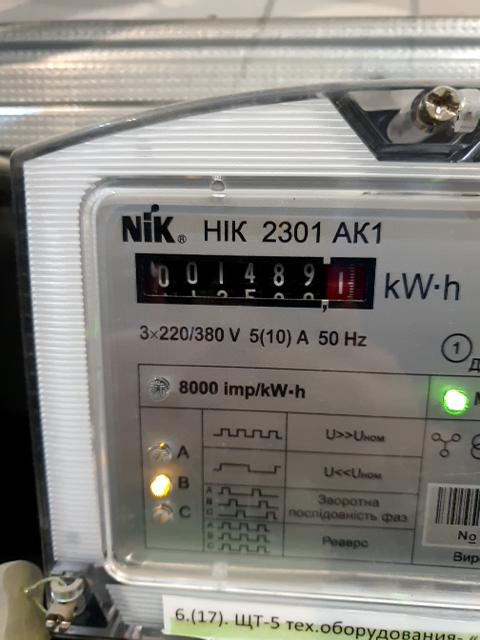 NiK® НІК 2301 АК1
001489,1 kW·h
3×220/380 V 5(10) A 50 Hz
1
8000 imp/kW·h
A
B
C
U>>Uном
U<<Uном
A
B
C
Зворотна
послідовність фаз
A
B
C
Реверс
№
6.(17). ЩТ-5 тех.оборудования-